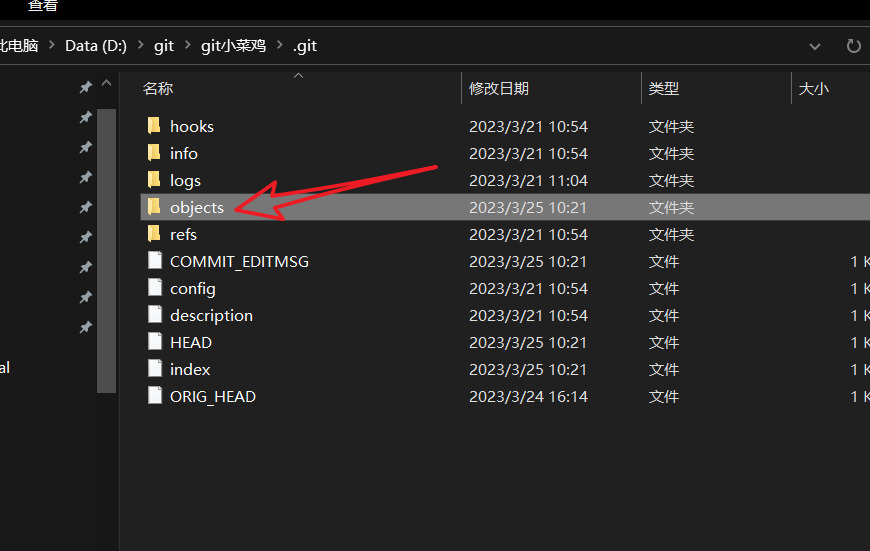 查看
此电脑 > Data (D:) > git > git小菜鸡 > .git
名称 修改日期 类型 大小
hooks 2023/3/21 10:54 文件夹
info 2023/3/21 10:54 文件夹
logs 2023/3/21 11:04 文件夹
objects 2023/3/25 10:21 文件夹
refs 2023/3/21 10:54 文件夹
COMMIT_EDITMSG 2023/3/25 10:21 文件 1 K
config 2023/3/21 10:54 文件 1 K
description 2023/3/21 10:54 文件 1 K
HEAD 2023/3/25 10:21 文件 1 K
index 2023/3/25 10:21 文件 1 K
al
ORIG_HEAD 2023/3/24 16:14 文件 1 K